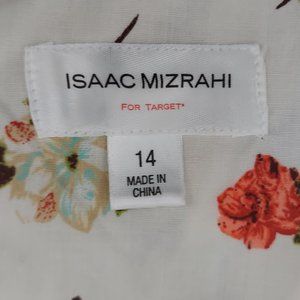 ISAAC MIZRAHI
FOR TARGET*
14
MADE IN
CHINA